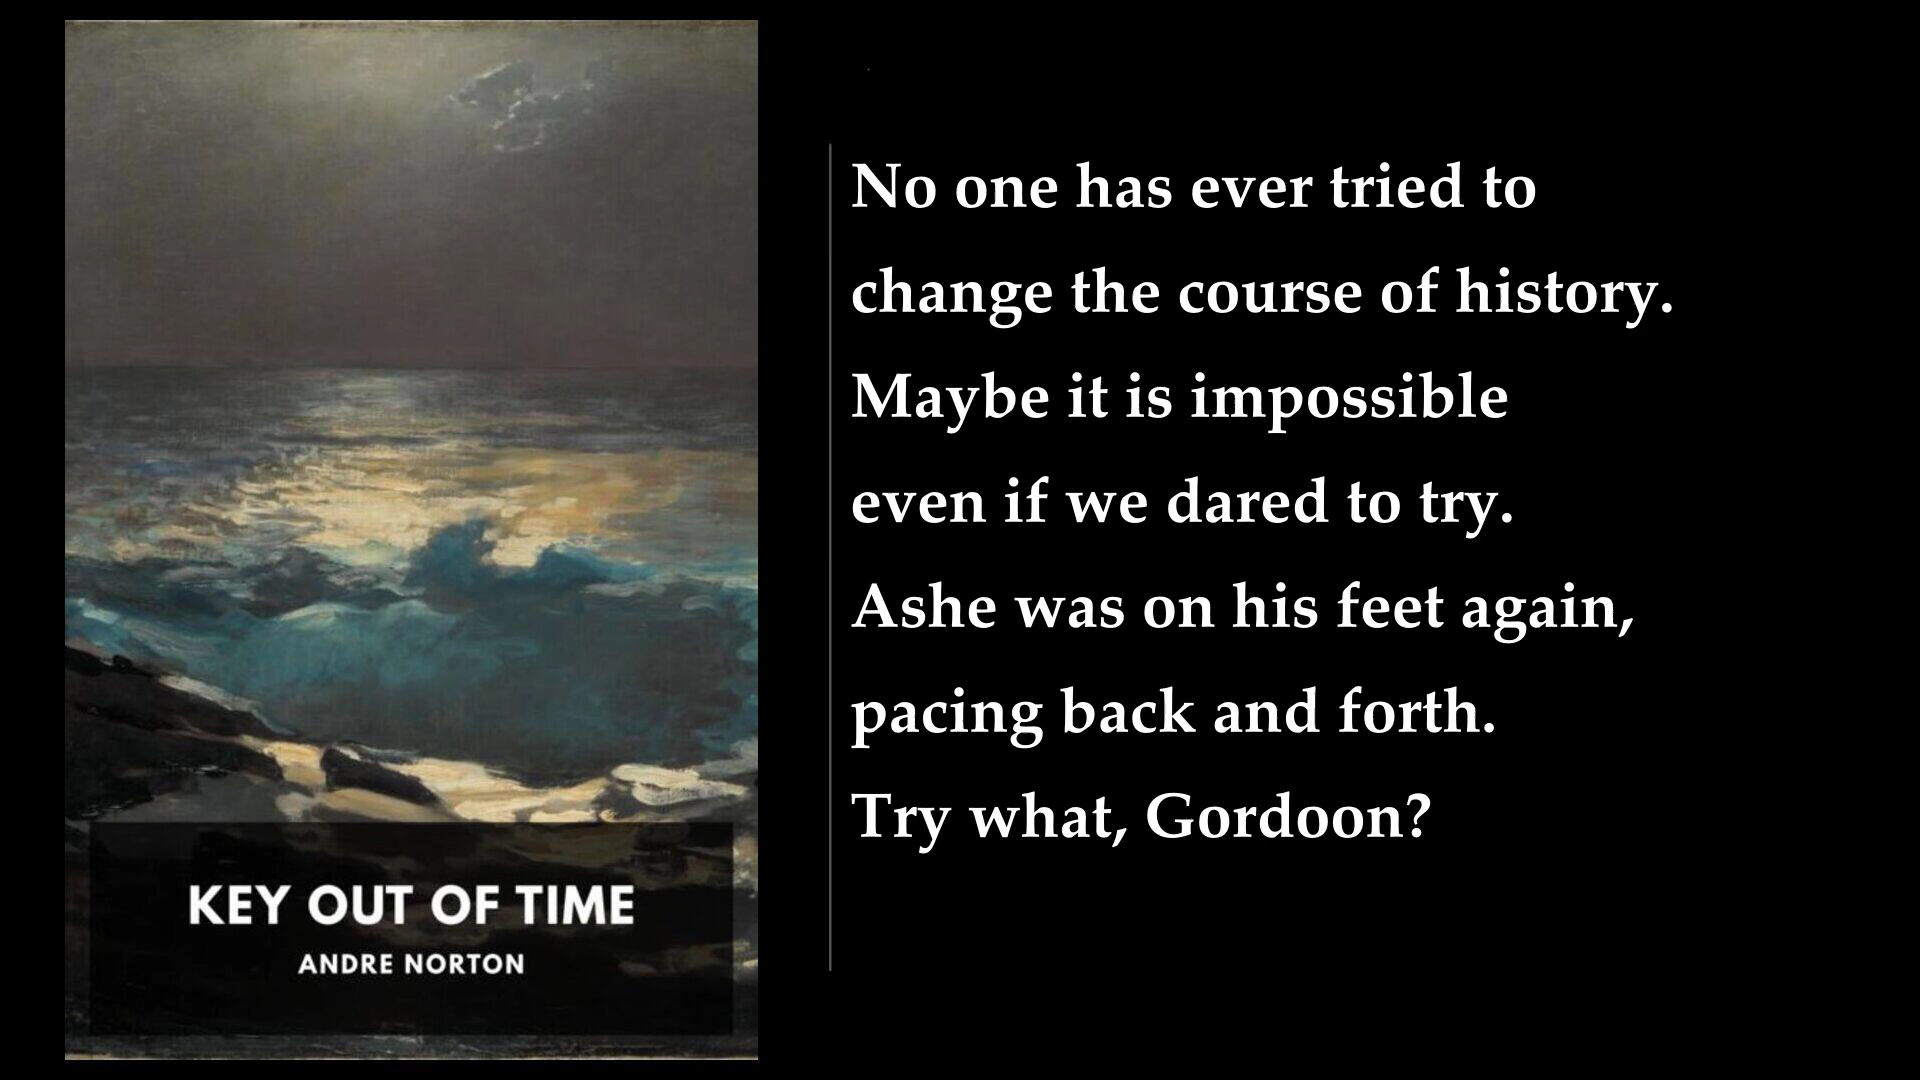 KEY OUT OF TIME
ANDRE NORTON
No one has ever tried to
change the course of history.
Maybe it is impossible
even if we dared to try.
Ashe was on his feet again,
pacing back and forth.
Try what, Gordoon?